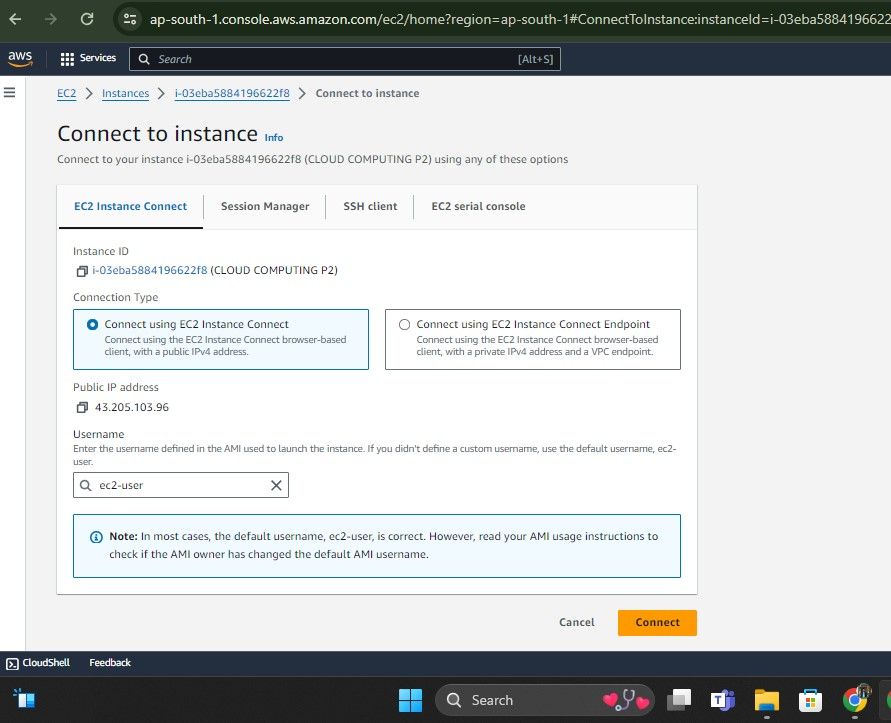 ap-south-1.console.aws.amazon.com/ec2/home?region=ap-south-1#ConnectToInstance:instanceId=i-03eba5884196622
aws Services Search [Alt+S]
EC2 > Instances > i-03eba5884196622f8 > Connect to instance
Connect to instance Info
Connect to your instance i-03eba5884196622f8 (CLOUD COMPUTING P2) using any of these options
EC2 Instance Connect Session Manager SSH client EC2 serial console
Instance ID
i-03eba5884196622f8 (CLOUD COMPUTING P2)
Connection Type
Connect using EC2 Instance Connect
Connect using the EC2 Instance Connect browser-based
client, with a public IPv4 address.
Connect using EC2 Instance Connect Endpoint
Connect using the EC2 Instance Connect browser-based
client, with a private IPv4 address and a VPC endpoint.
Public IP address
43.205.103.96
Username
Enter the username defined in the AMI used to launch the instance. If you didn't define a custom username, use the default username, ec2-
user.
ec2-user
Note: In most cases, the default username, ec2-user, is correct. However, read your AMI usage instructions to
check if the AMI owner has changed the default AMI username.
Cancel Connect
CloudShell Feedback
Search